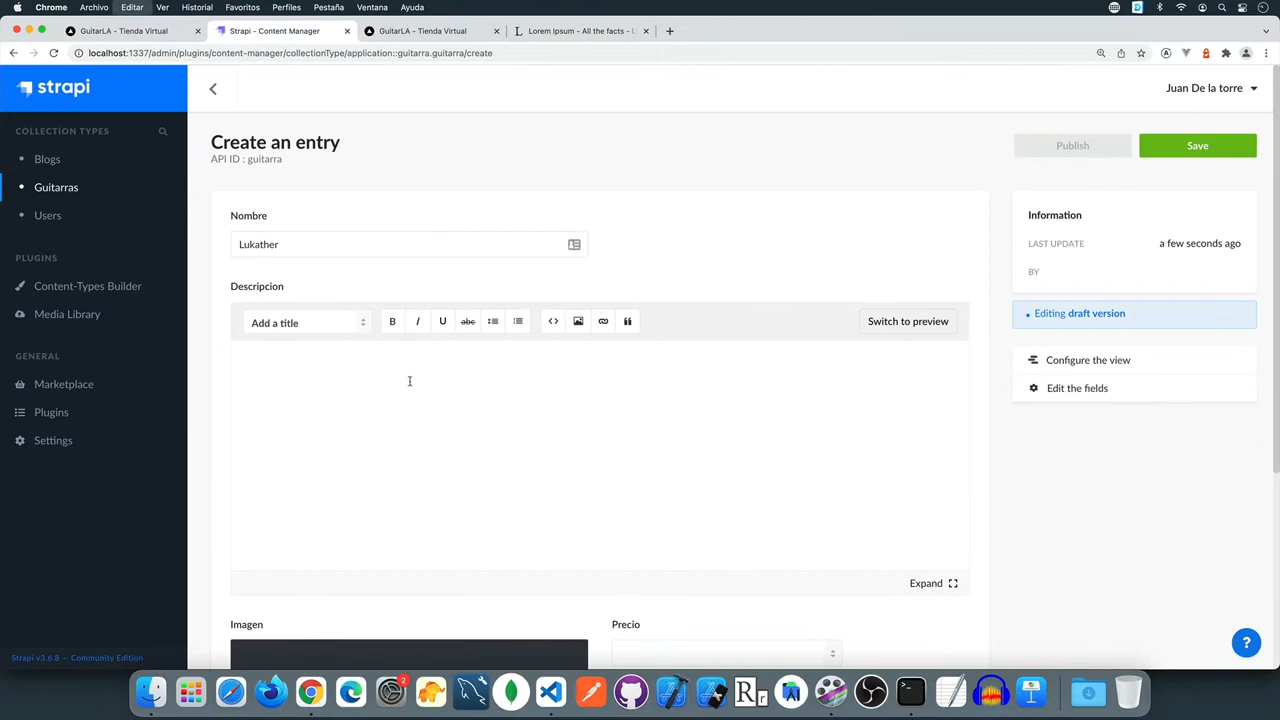 Chrome Archivo Editar Ver Historial Favoritos Perfiles Pestaña Ventana Ayuda
GuitarLA - Tienda Virtual
Strapi - Content Manager
GuitarLA - Tienda Virtual
Lorem Ipsum - All the facts - L
localhost:1337/admin/plugins/content-manager/collectionType/application::guitarra.guitarra/create
strapi
Juan De la torre
COLLECTION TYPES
Blogs
Guitarras
Users
PLUGINS
Content-Types Builder
Media Library
GENERAL
Marketplace
Plugins
Settings
Strapi v3.6.8 — Community Edition
Create an entry
API ID : guitarra
Publish
Save
Nombre
Lukather
Descripcion
Add a title
B I U abc
Switch to preview
Expand
Imagen
Precio
Information
LAST UPDATE a few seconds ago
BY
Editing draft version
Configure the view
Edit the fields
?
2
Rr